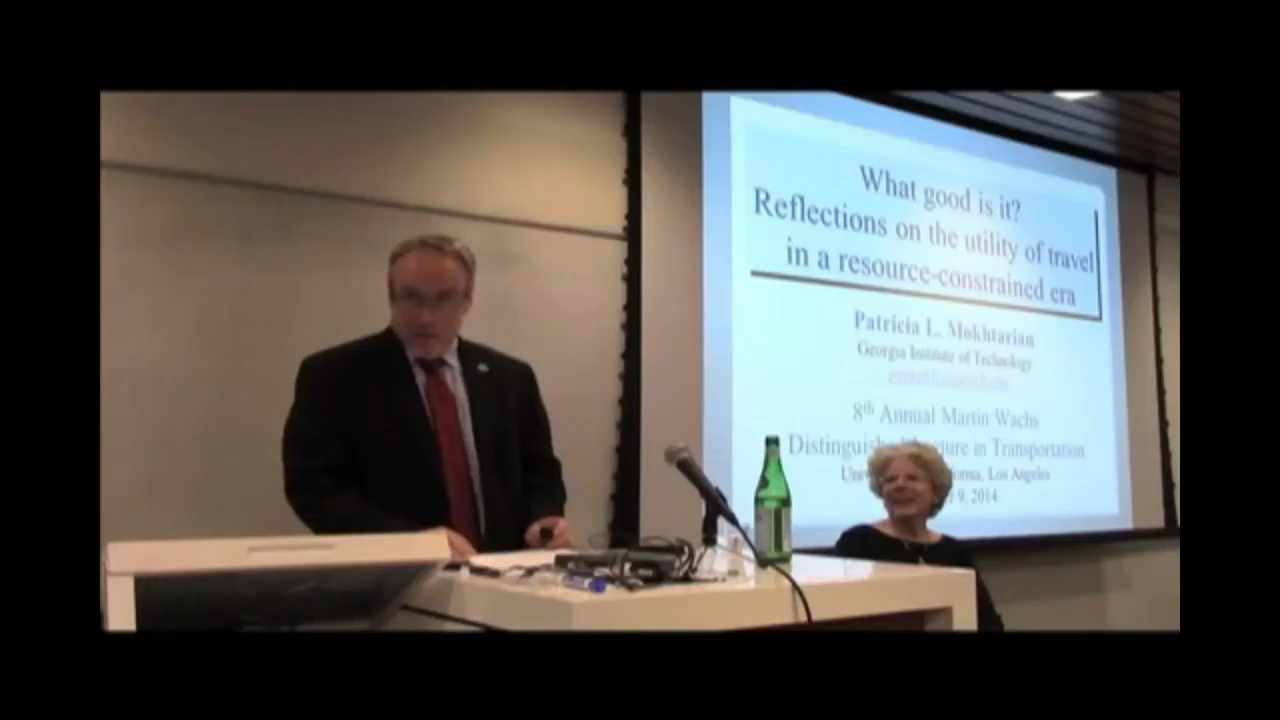 What good is it?
Reflections on the utility of travel
in a resource-constrained era
Patricia L. Mokhtarian
Georgia Institute of Technology
8th Annual Martin Wachs
Distinguished Lecture in Transportation
Los Angeles
9, 2014